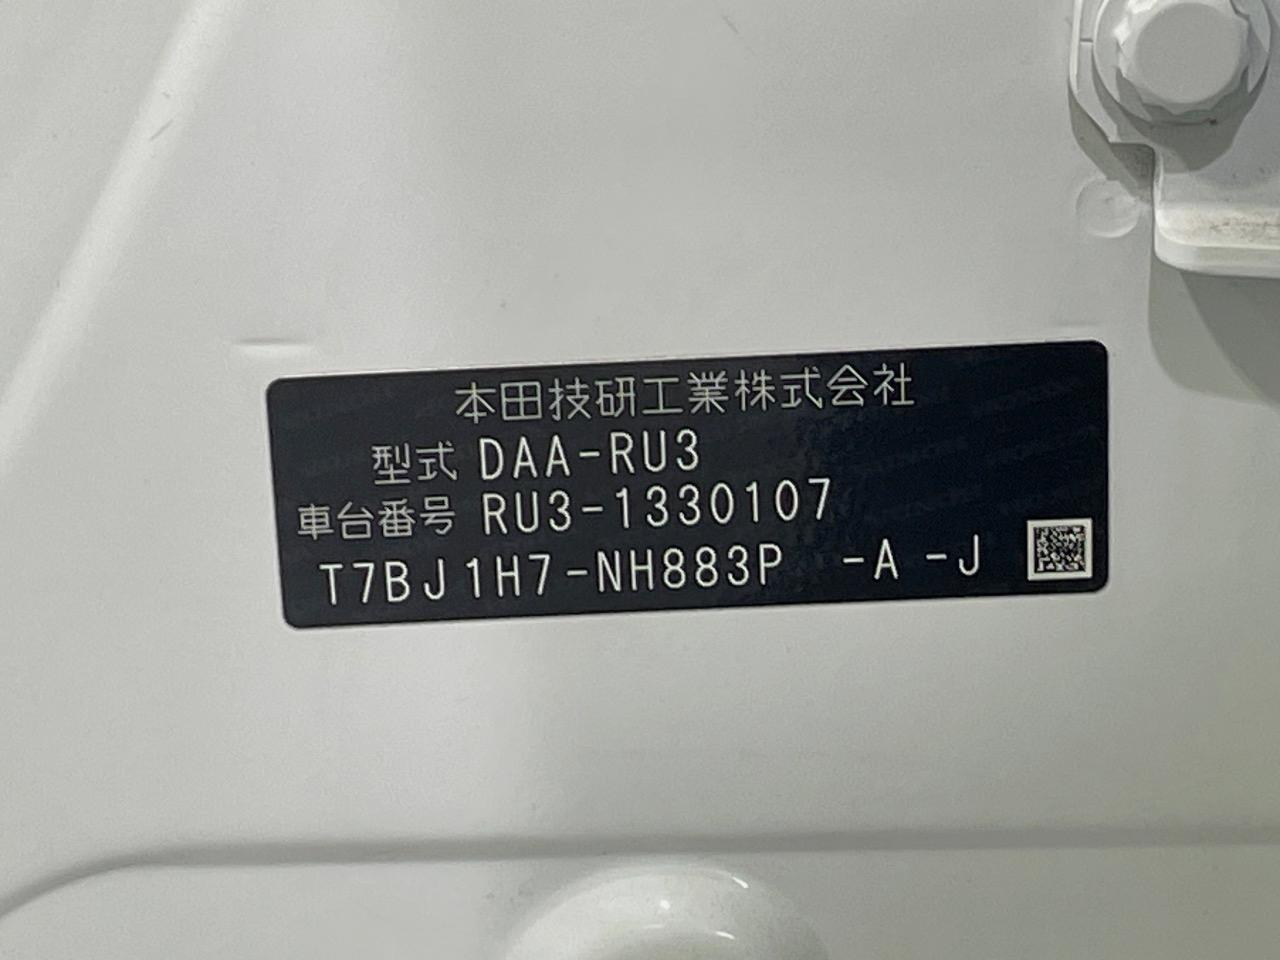 本田技研工業株式会社
型式 DAA-RU3
車台番号 RU3-1330107
T7BJ1H7-NH883P -A -J